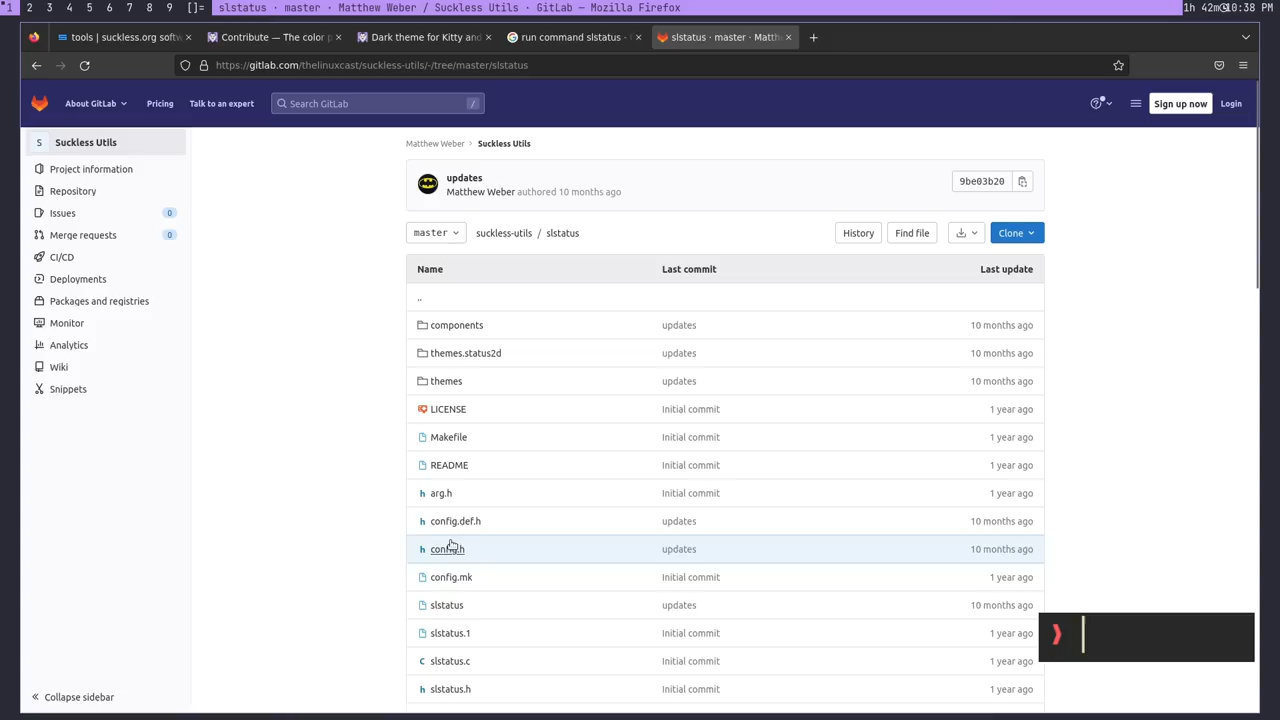 1 2 3 4 5 6 7 8 9 []= slstatus · master · Matthew Weber / Suckless Utils · GitLab — Mozilla Firefox 1h 42m 10:38 PM
tools | suckless.org softw × Contribute — The color p × Dark theme for Kitty and × run command slstatus - × slstatus · master · Matth × +
https://gitlab.com/thelinuxcast/suckless-utils/-/tree/master/slstatus
About GitLab Pricing Talk to an expert Search GitLab / Sign up now Login
S Suckless Utils
Project information
Repository
Issues 0
Merge requests 0
CI/CD
Deployments
Packages and registries
Monitor
Analytics
Wiki
Snippets
Collapse sidebar
Matthew Weber > Suckless Utils
updates
Matthew Weber authored 10 months ago
9be03b20
master suckless-utils / slstatus History Find file Clone
Name Last commit Last update
..
components updates 10 months ago
themes.status2d updates 10 months ago
themes updates 10 months ago
LICENSE Initial commit 1 year ago
Makefile Initial commit 1 year ago
README Initial commit 1 year ago
h arg.h Initial commit 1 year ago
h config.def.h updates 10 months ago
h config.h updates 10 months ago
config.mk Initial commit 1 year ago
slstatus updates 10 months ago
slstatus.1 Initial commit 1 year ago
C slstatus.c Initial commit 1 year ago
h slstatus.h Initial commit 1 year ago